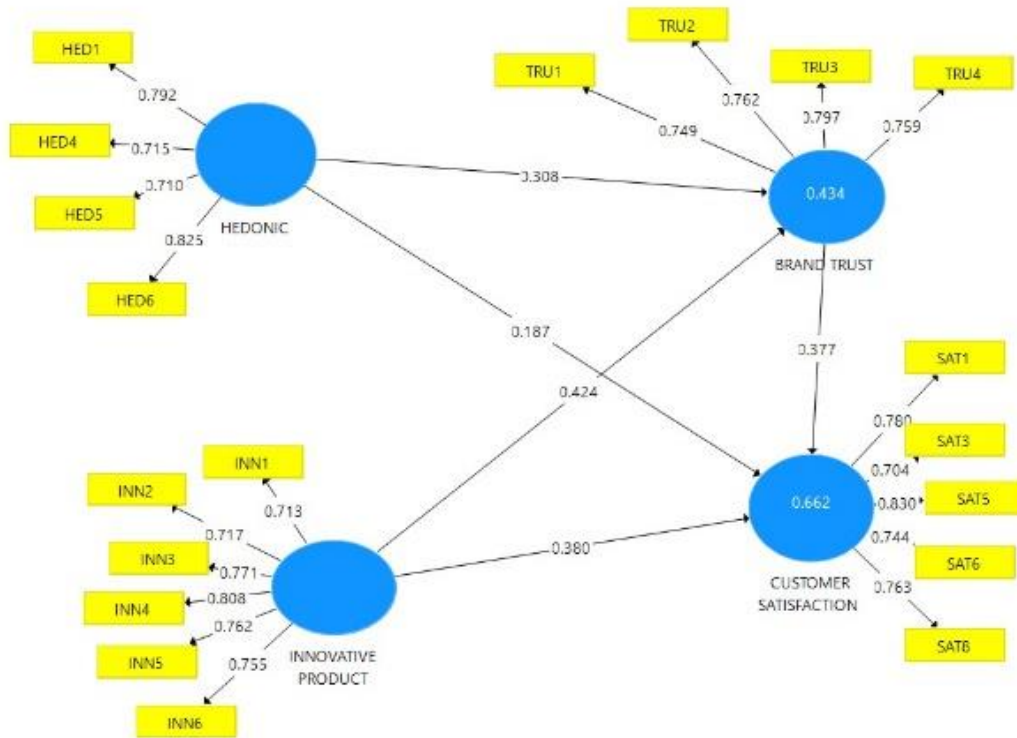 HED1
0.792
HED4
0.715
HED5
0.710
0.825
HED6
HEDONIC
TRU1
TRU2
TRU3
TRU4
0.749
0.762
0.797
0.759
0.434
BRAND TRUST
0.308
0.187
0.424
0.377
0.380
INN1
0.713
INN2
0.717
INN3
0.771
INN4
0.808
INN5
0.762
0.755
INN6
INNOVATIVE
PRODUCT
0.662
CUSTOMER
SATISFACTION
SAT1
0.780
SAT3
0.704
SAT5
0.830
0.744
SAT6
0.763
SAT8